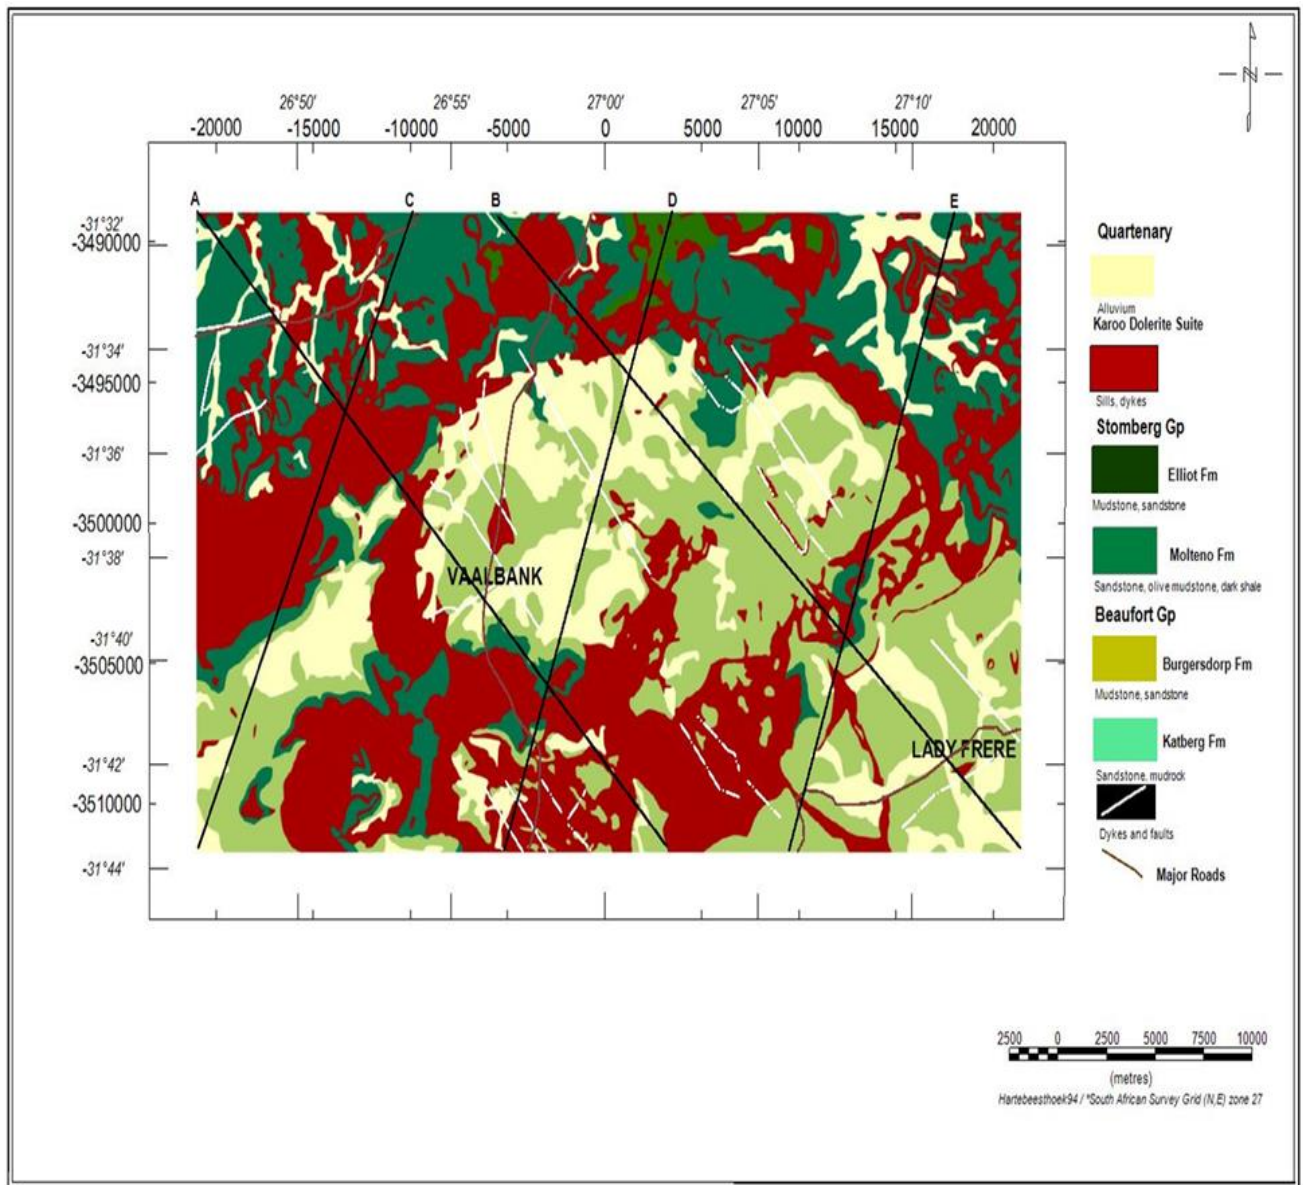 N
26°50' 26°55' 27°00' 27°05' 27°10'
-20000 -15000 -10000 -5000 0 5000 10000 15000 20000
A C B D E
-31°32'
-3490000
-31°34'
-3495000
-31°36'
-3500000
-31°38'
-31°40'
-3505000
-31°42'
-3510000
-31°44'
VAALBANK
LADY FRERE
Quartenary
Alluvium
Karoo Dolerite Suite
Sills, dykes
Stomberg Gp
Elliot Fm
Mudstone, sandstone
Molteno Fm
Sandstone, olive mudstone, dark shale
Beaufort Gp
Burgersdorp Fm
Mudstone, sandstone
Katberg Fm
Sandstone, mudrock
Dykes and faults
Major Roads
2500 0 2500 5000 7500 10000
(metres)
Hartebeesthoek94 / *South African Survey Grid (N,E) zone 27